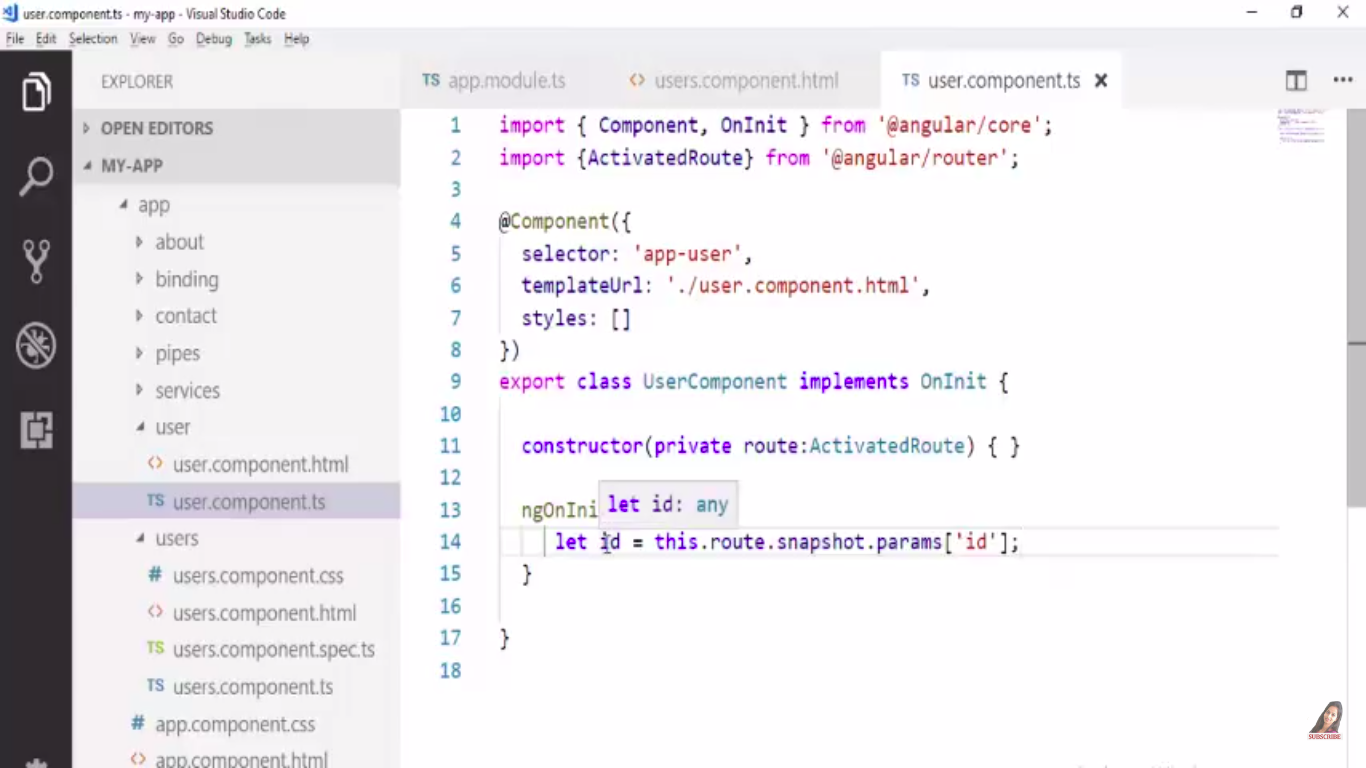 user.component.ts - my-app - Visual Studio Code
File Edit Selection View Go Debug Tasks Help
EXPLORER
OPEN EDITORS
MY-APP
app
about
binding
contact
pipes
services
user
<> user.component.html
TS user.component.ts
users
# users.component.css
<> users.component.html
TS users.component.spec.ts
TS users.component.ts
# app.component.css
<> app.component.html
TS app.module.ts <> users.component.html TS user.component.ts
1 import { Component, OnInit } from '@angular/core';
2 import {ActivatedRoute} from '@angular/router';
3
4 @Component({
5 selector: 'app-user',
6 templateUrl: './user.component.html',
7 styles: []
8 })
9 export class UserComponent implements OnInit {
10
11 constructor(private route:ActivatedRoute) { }
12
let id: any
13 ngOnIni
14 let id = this.route.snapshot.params['id'];
15 }
16
17 }
18
SUBSCRIBE